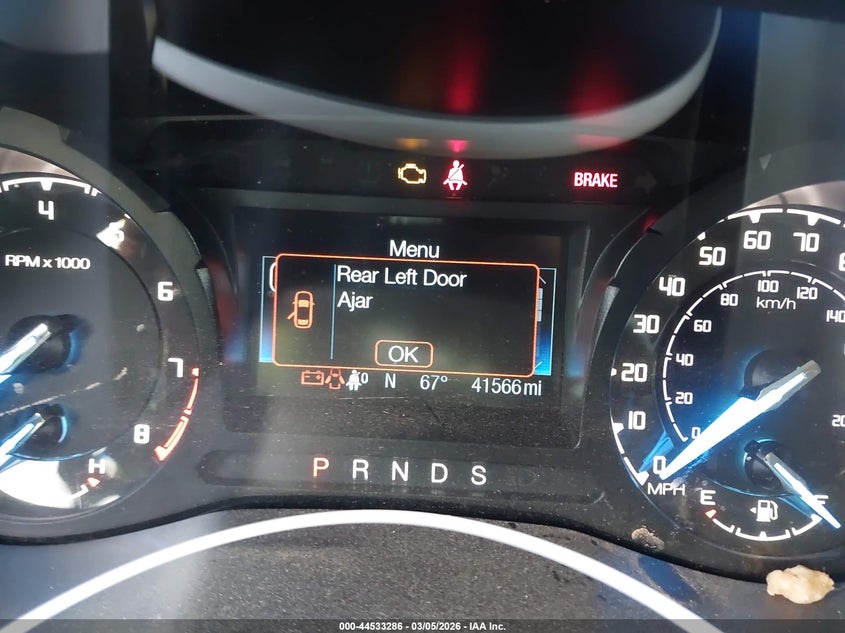 BRAKE
Menu
Rear Left Door
Ajar
OK
0 N 67° 41566mi
P R N D S
4 5 6 7 8
RPM x 1000
H
0 10 20 30 40 50 60 70
MPH
0 20 40 60 80 100 120 140
km/h
E F
000-44533286 - 03/05/2026 - IAA Inc.